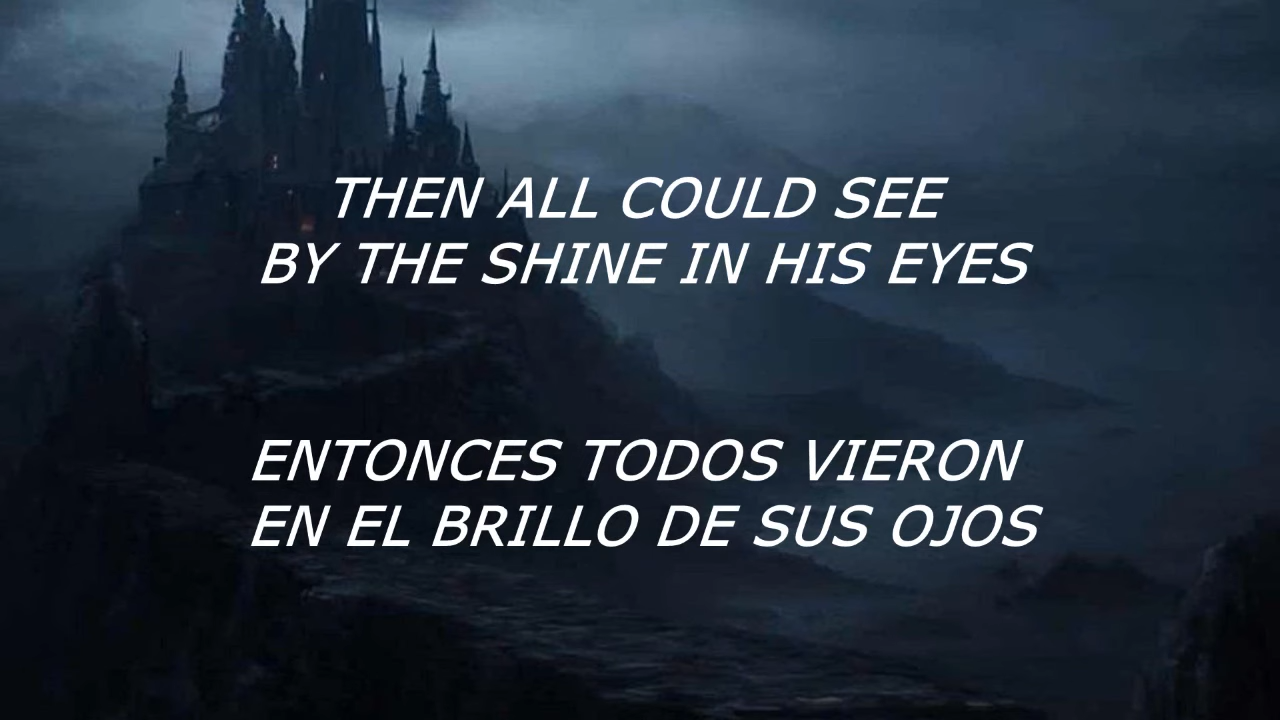 THEN ALL COULD SEE
BY THE SHINE IN HIS EYES
ENTONCES TODOS VIERON
EN EL BRILLO DE SUS OJOS